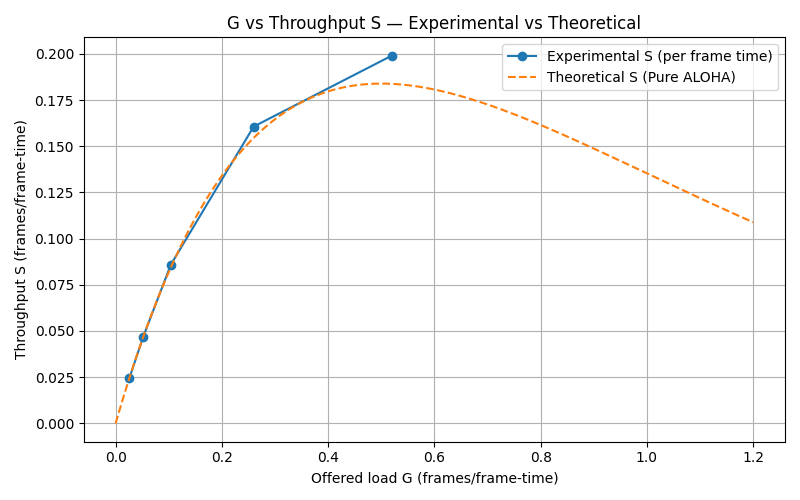 G vs Throughput S — Experimental vs Theoretical
Experimental S (per frame time)
Theoretical S (Pure ALOHA)
Throughput S (frames/frame-time)
0.200
0.175
0.150
0.125
0.100
0.075
0.050
0.025
0.000
0.0 0.2 0.4 0.6 0.8 1.0 1.2
Offered load G (frames/frame-time)